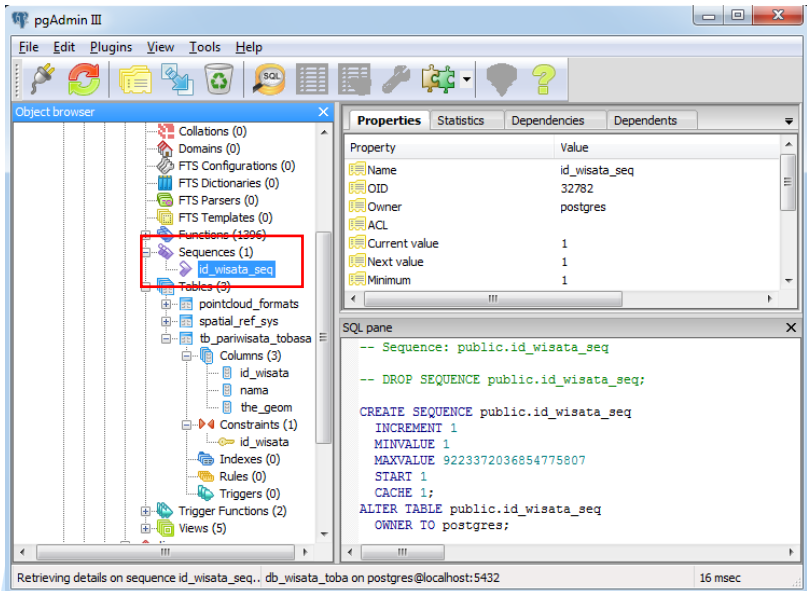 pgAdmin III
File Edit Plugins View Tools Help
SQL
Object browser
Collations (0)
Domains (0)
FTS Configurations (0)
FTS Dictionaries (0)
FTS Parsers (0)
FTS Templates (0)
Functions (1396)
Sequences (1)
id_wisata_seq
Tables (3)
pointcloud_formats
spatial_ref_sys
tb_pariwisata_tobasa
Columns (3)
id_wisata
nama
the_geom
Constraints (1)
id_wisata
Indexes (0)
Rules (0)
Triggers (0)
Trigger Functions (2)
Views (5)
Properties Statistics Dependencies Dependents
Property Value
Name id_wisata_seq
OID 32782
Owner postgres
ACL
Current value 1
Next value 1
Minimum 1
SQL pane
-- Sequence: public.id_wisata_seq
-- DROP SEQUENCE public.id_wisata_seq;
CREATE SEQUENCE public.id_wisata_seq
INCREMENT 1
MINVALUE 1
MAXVALUE 9223372036854775807
START 1
CACHE 1;
ALTER TABLE public.id_wisata_seq
OWNER TO postgres;
Retrieving details on sequence id_wisata_seq.. db_wisata_toba on postgres@localhost:5432 16 msec